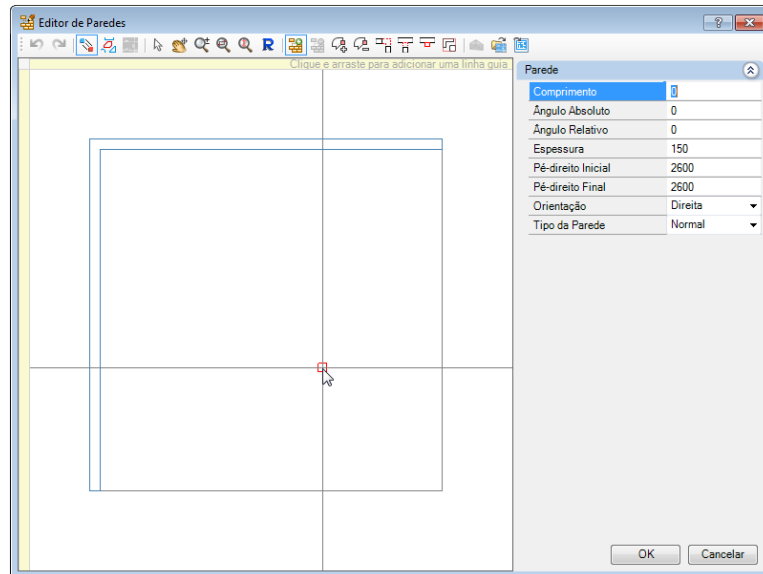 Editor de Paredes
R
Clique e arraste para adicionar uma linha guia
Parede
Comprimento 0
Ângulo Absoluto 0
Ângulo Relativo 0
Espessura 150
Pé-direito Inicial 2600
Pé-direito Final 2600
Orientação Direita
Tipo da Parede Normal
OK Cancelar